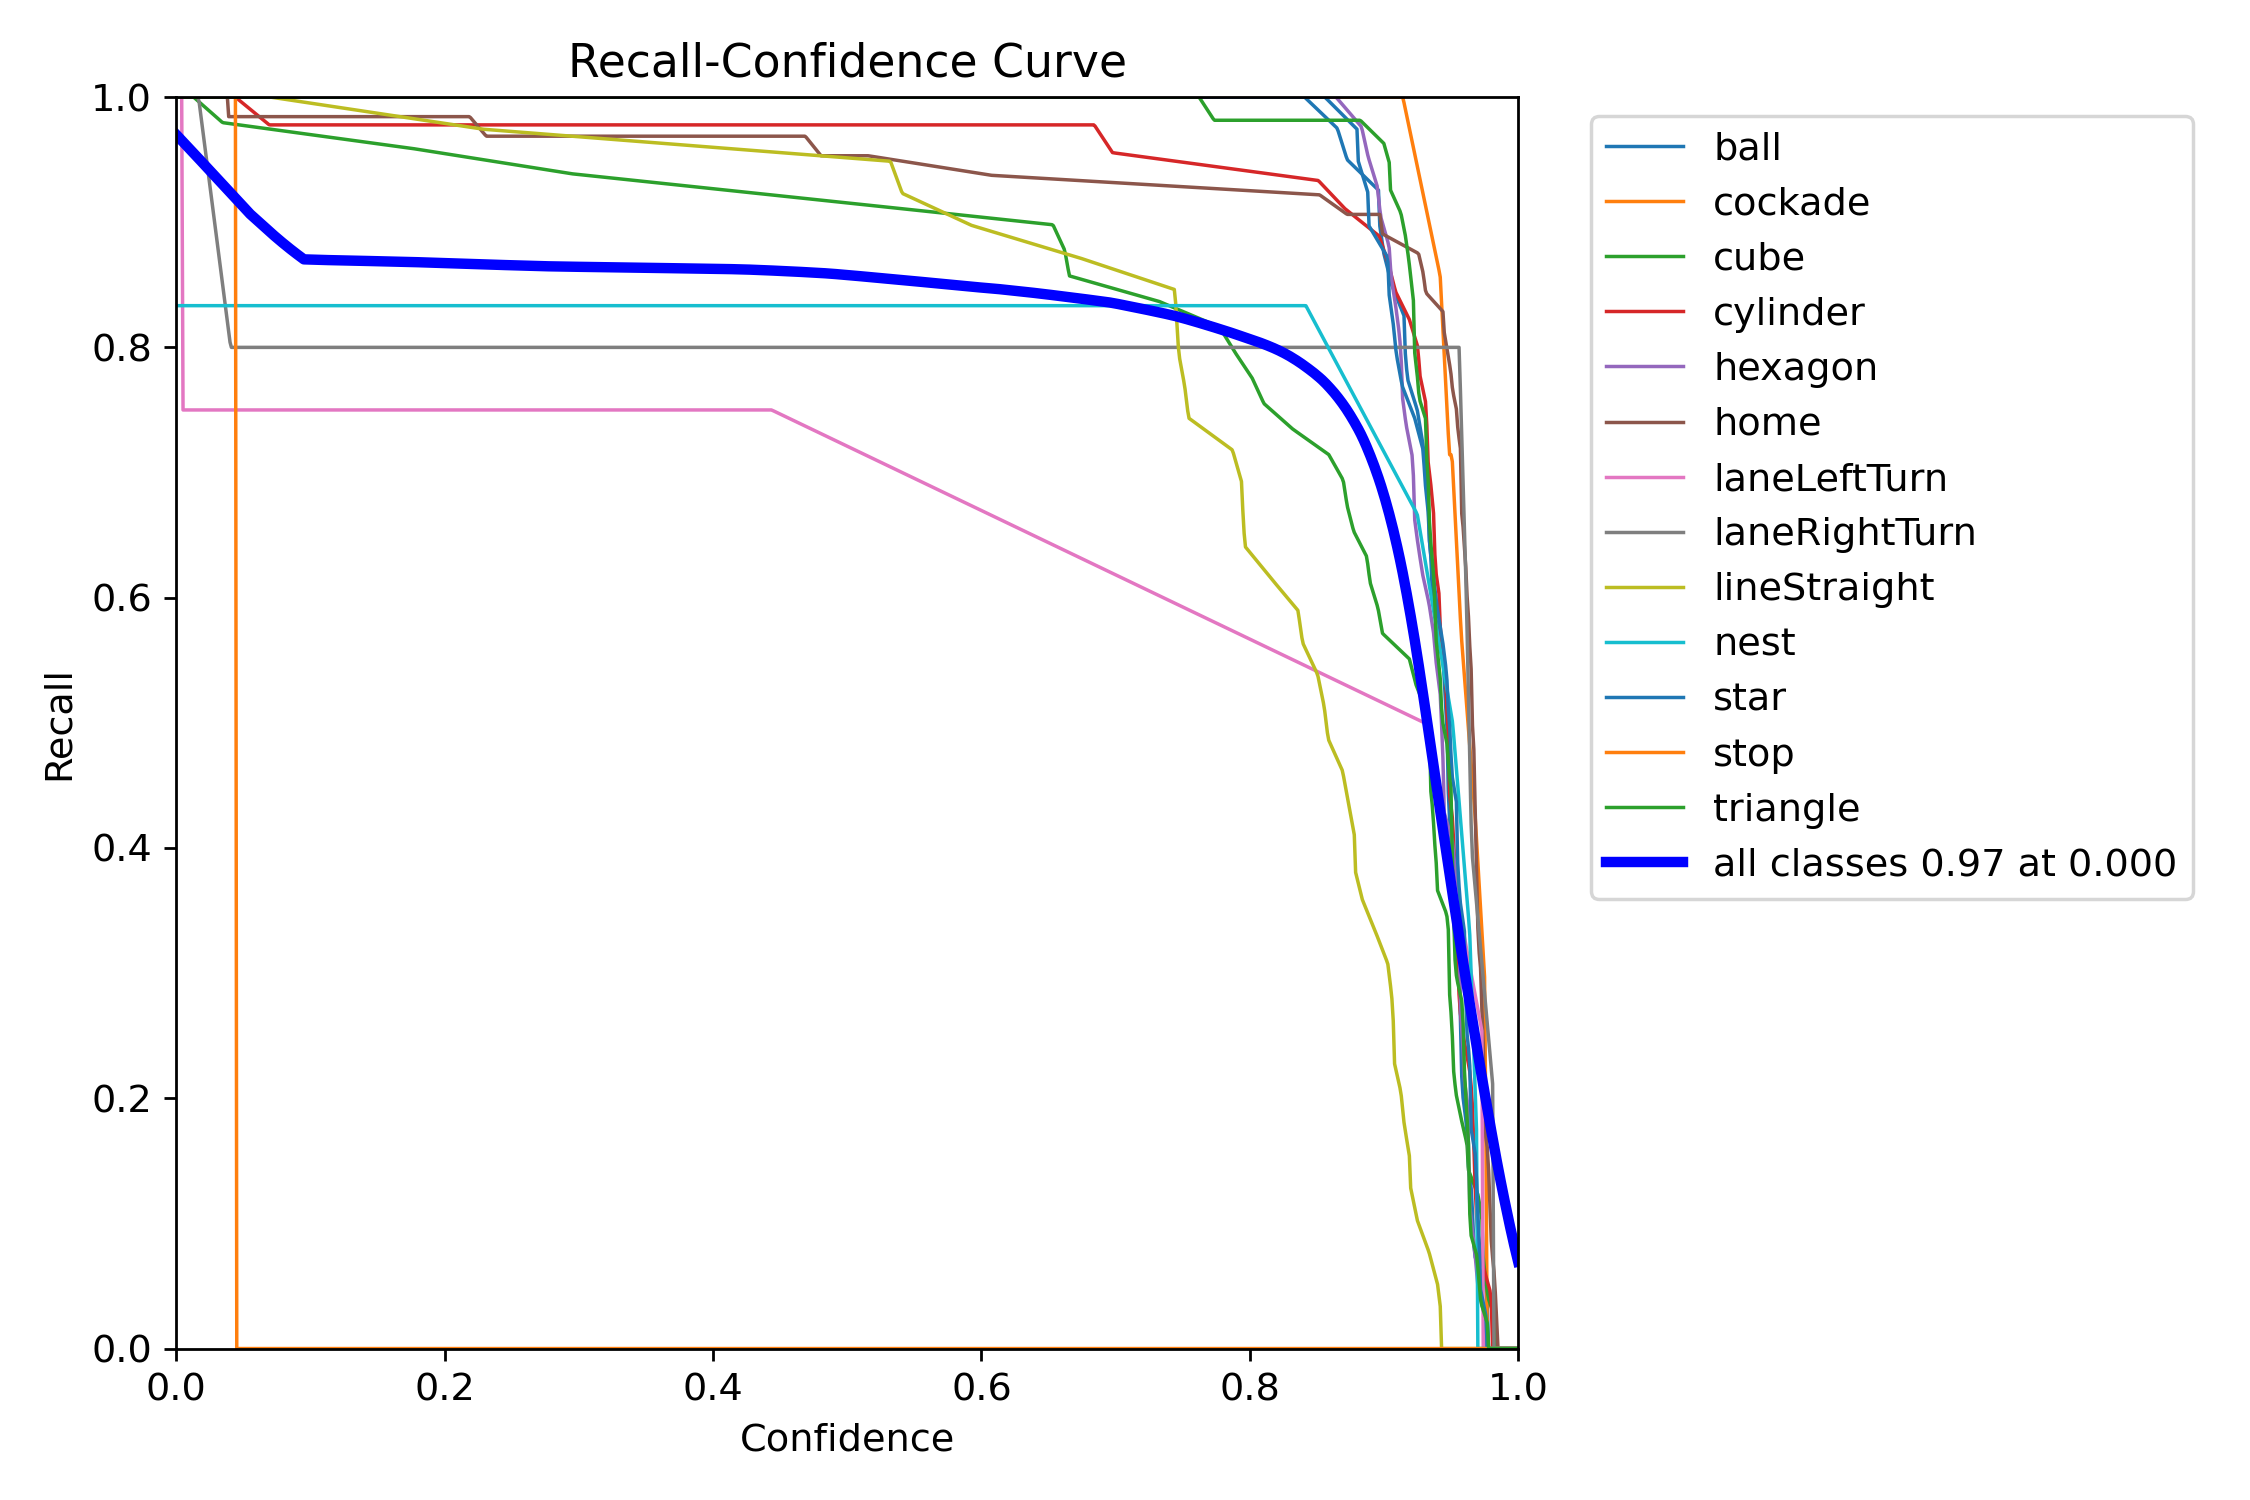 Recall-Confidence Curve
1.0
0.8
0.6
0.4
0.2
0.0
Recall
0.0 0.2 0.4 0.6 0.8 1.0
Confidence
ball
cockade
cube
cylinder
hexagon
home
laneLeftTurn
laneRightTurn
lineStraight
nest
star
stop
triangle
all classes 0.97 at 0.000